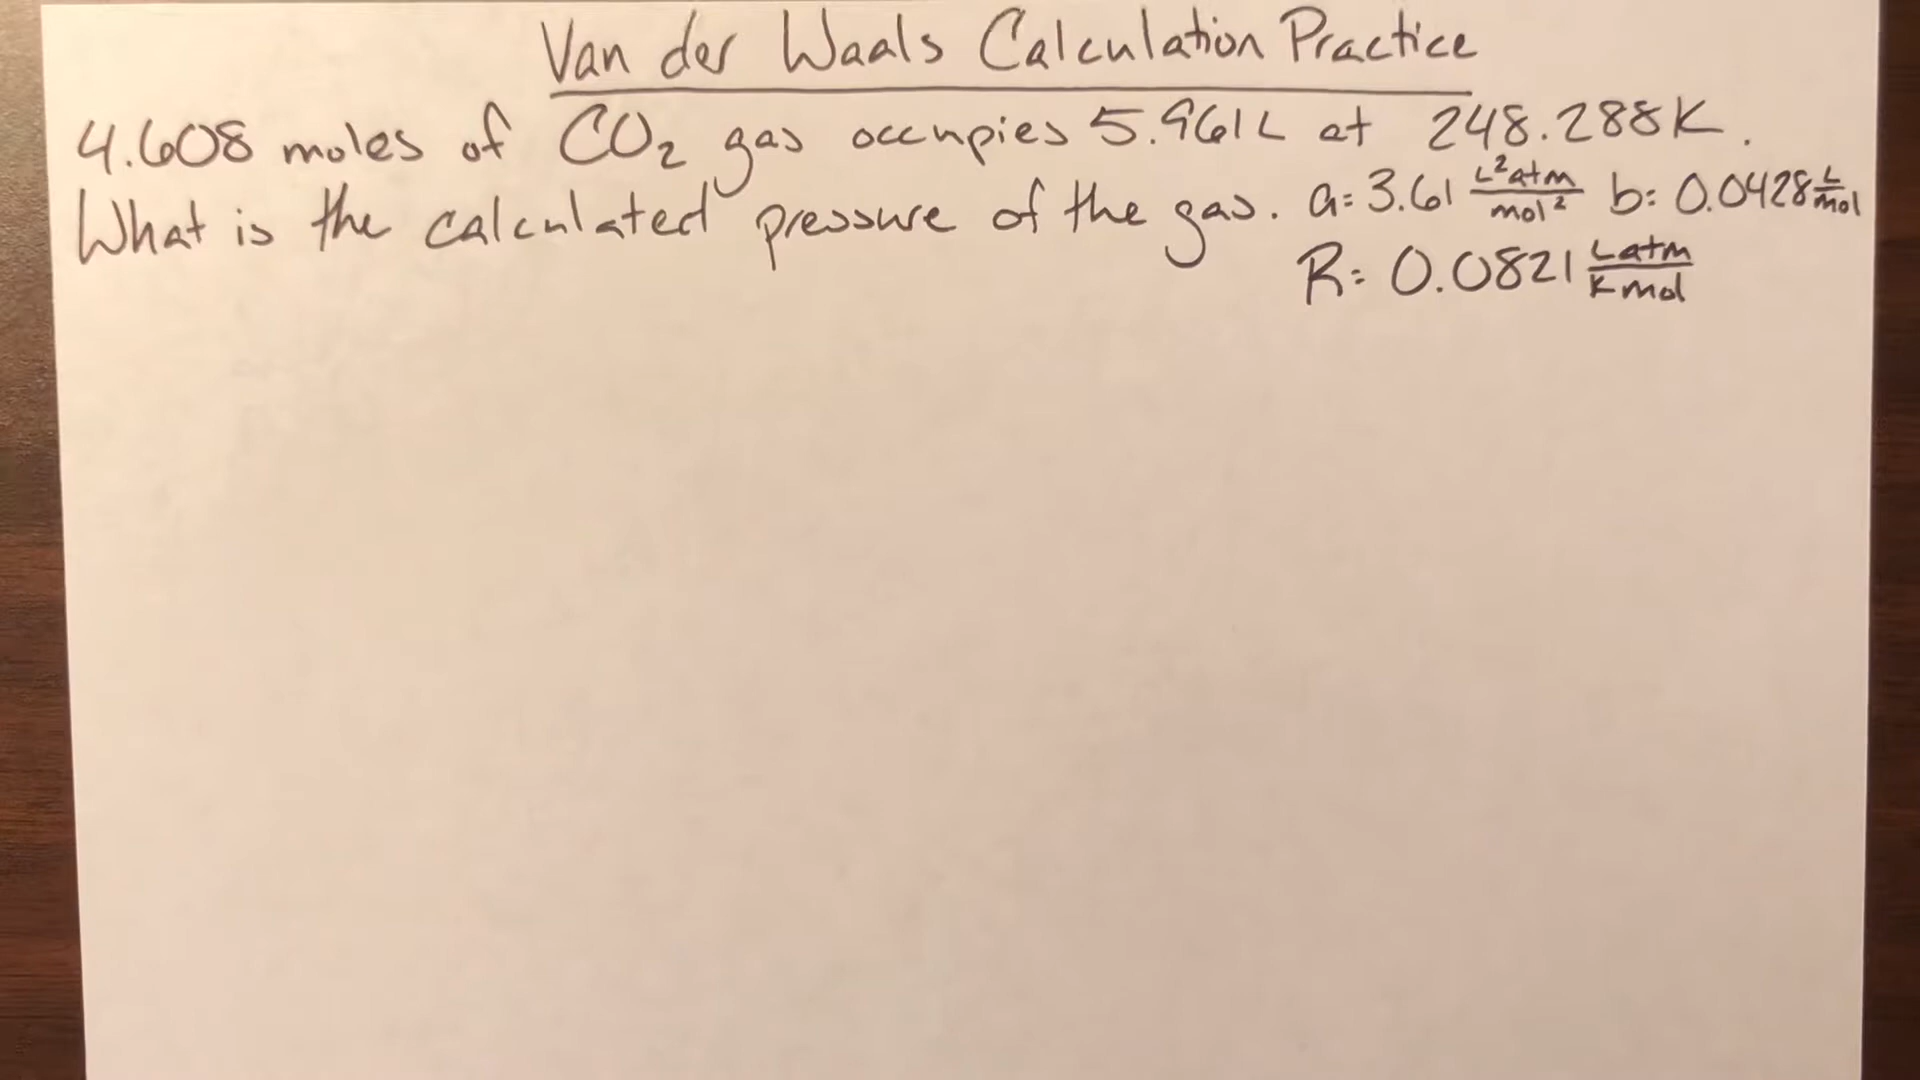 Van der Waals Calculation Practice
4.608 moles of CO₂ gas occupies 5.961L at 248.288K.
What is the calculated pressure of the gas. a= 3.61 L²atm/mol² b= 0.0428 L/mol
R= 0.0821 Latm/Kmol